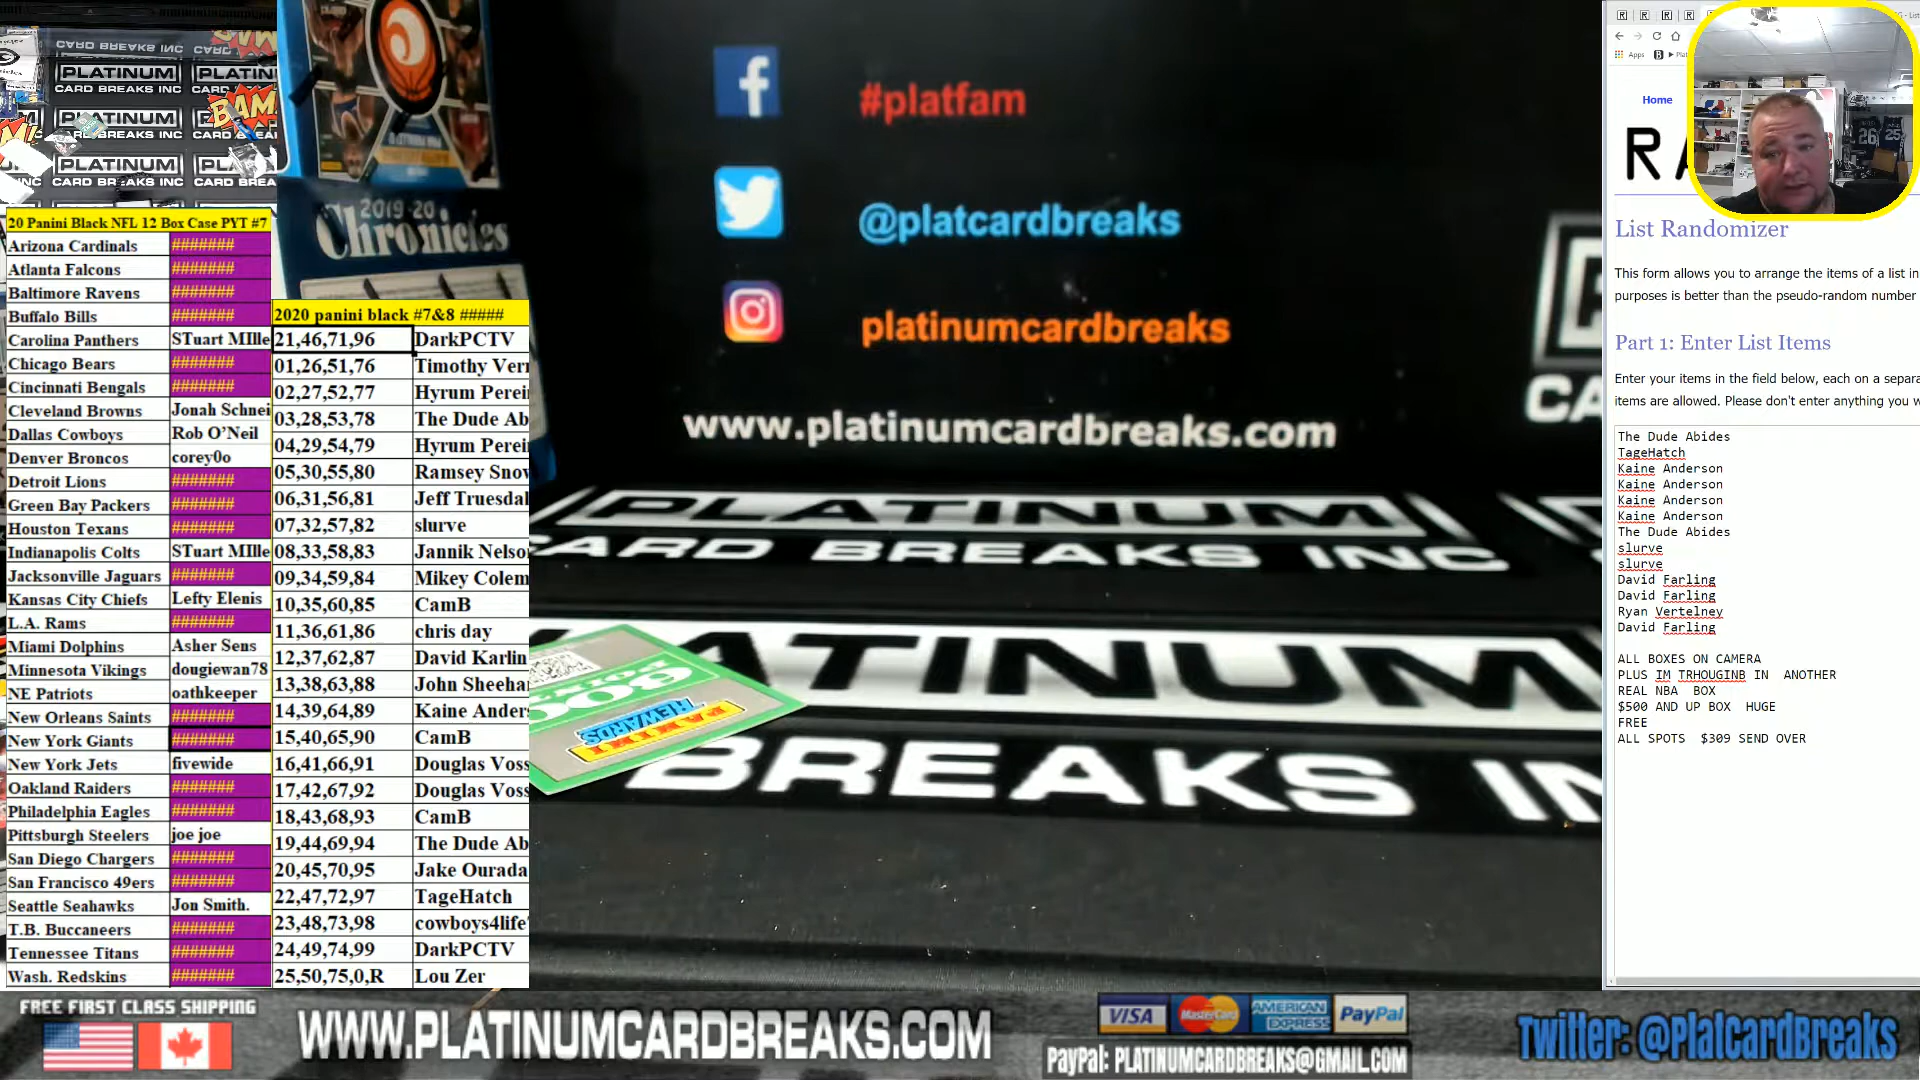 PLATINUM
CARD BREAKS INC
BAM!
20 Panini Black NFL 12 Box Case PYT #7
Arizona Cardinals #######
Atlanta Falcons #######
Baltimore Ravens #######
Buffalo Bills #######
Carolina Panthers STuart MIlle
Chicago Bears #######
Cincinnati Bengals #######
Cleveland Browns Jonah Schnei
Dallas Cowboys Rob O'Neil
Denver Broncos corey0o
Detroit Lions #######
Green Bay Packers #######
Houston Texans #######
Indianapolis Colts STuart MIlle
Jacksonville Jaguars #######
Kansas City Chiefs Lefty Elenis
L.A. Rams #######
Miami Dolphins Asher Sens
Minnesota Vikings dougiewan78
NE Patriots oathkeeper
New Orleans Saints #######
New York Giants #######
New York Jets fivewide
Oakland Raiders #######
Philadelphia Eagles #######
Pittsburgh Steelers joe joe
San Diego Chargers #######
San Francisco 49ers #######
Seattle Seahawks Jon Smith.
T.B. Buccaneers #######
Tennessee Titans #######
Wash. Redskins #######
2019-20
Chronicles
2020 panini black #7&8 #####
21,46,71,96 DarkPCTV
01,26,51,76 Timothy Ver
02,27,52,77 Hyrum Perei
03,28,53,78 The Dude Ab
04,29,54,79 Hyrum Perei
05,30,55,80 Ramsey Snow
06,31,56,81 Jeff Truesdal
07,32,57,82 slurve
08,33,58,83 Jannik Nelso
09,34,59,84 Mikey Colem
10,35,60,85 CamB
11,36,61,86 chris day
12,37,62,87 David Karlin
13,38,63,88 John Sheeha
14,39,64,89 Kaine Ander
15,40,65,90 CamB
16,41,66,91 Douglas Voss
17,42,67,92 Douglas Voss
18,43,68,93 CamB
19,44,69,94 The Dude Ab
20,45,70,95 Jake Ourada
22,47,72,97 TageHatch
23,48,73,98 cowboys4life
24,49,74,99 DarkPCTV
25,50,75,0,R Lou Zer
#platfam
@platcardbreaks
platinumcardbreaks
www.platinumcardbreaks.com
PLATINUM
CARD BREAKS INC
PLATINUM
BREAKS IN
POINTS
REWARDS
Apps
Home
RA
List Randomizer
This form allows you to arrange the items of a list in
purposes is better than the pseudo-random number
Part 1: Enter List Items
Enter your items in the field below, each on a separa
items are allowed. Please don't enter anything you w
The Dude Abides
TageHatch
Kaine Anderson
Kaine Anderson
Kaine Anderson
Kaine Anderson
The Dude Abides
slurve
slurve
David Farling
David Farling
Ryan Vertelney
David Farling
ALL BOXES ON CAMERA
PLUS IM TRHOUGINB IN ANOTHER
REAL NBA BOX
$500 AND UP BOX HUGE
FREE
ALL SPOTS $309 SEND OVER
26
25
FREE FIRST CLASS SHIPPING
WWW.PLATINUMCARDBREAKS.COM
VISA
MasterCard
AMERICAN EXPRESS
PayPal
PayPal: PLATINUMCARDBREAKS@GMAIL.COM
Twitter: @PlatCardBreaks